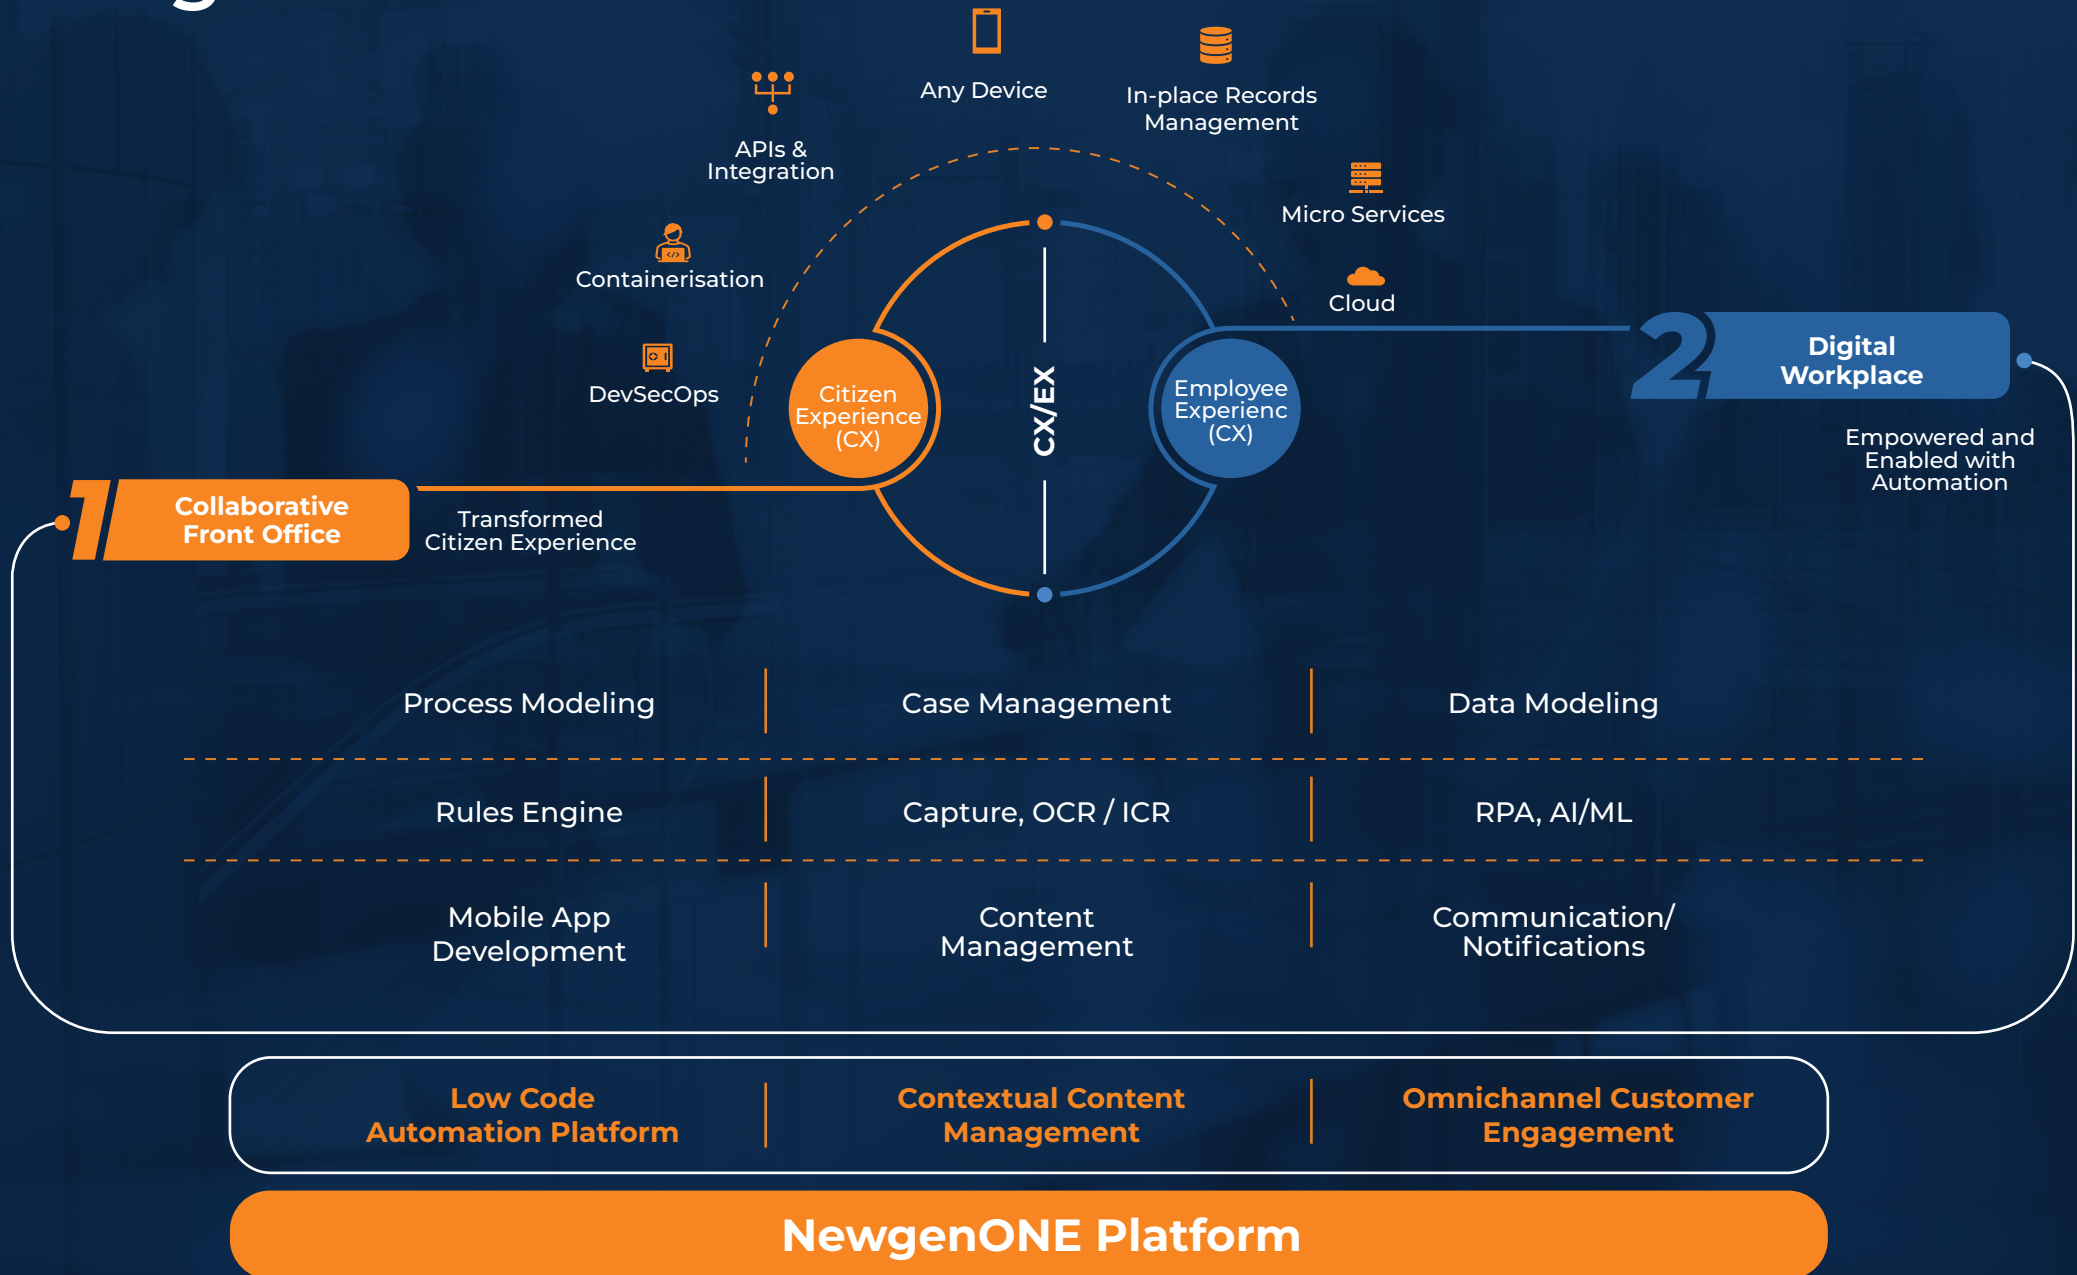 Any Device
In-place Records
Management
APIs &
Integration
Micro Services
Containerisation
Cloud
DevSecOps
Citizen
Experience
(CX)
CX/EX
Employee
Experienc
(CX)
2
Digital
Workplace
Empowered and
Enabled with
Automation
1
Collaborative
Front Office
Transformed
Citizen Experience
Process Modeling
Case Management
Data Modeling
Rules Engine
Capture, OCR / ICR
RPA, AI/ML
Mobile App
Development
Content
Management
Communication/
Notifications
Low Code
Automation Platform
Contextual Content
Management
Omnichannel Customer
Engagement
NewgenONE Platform